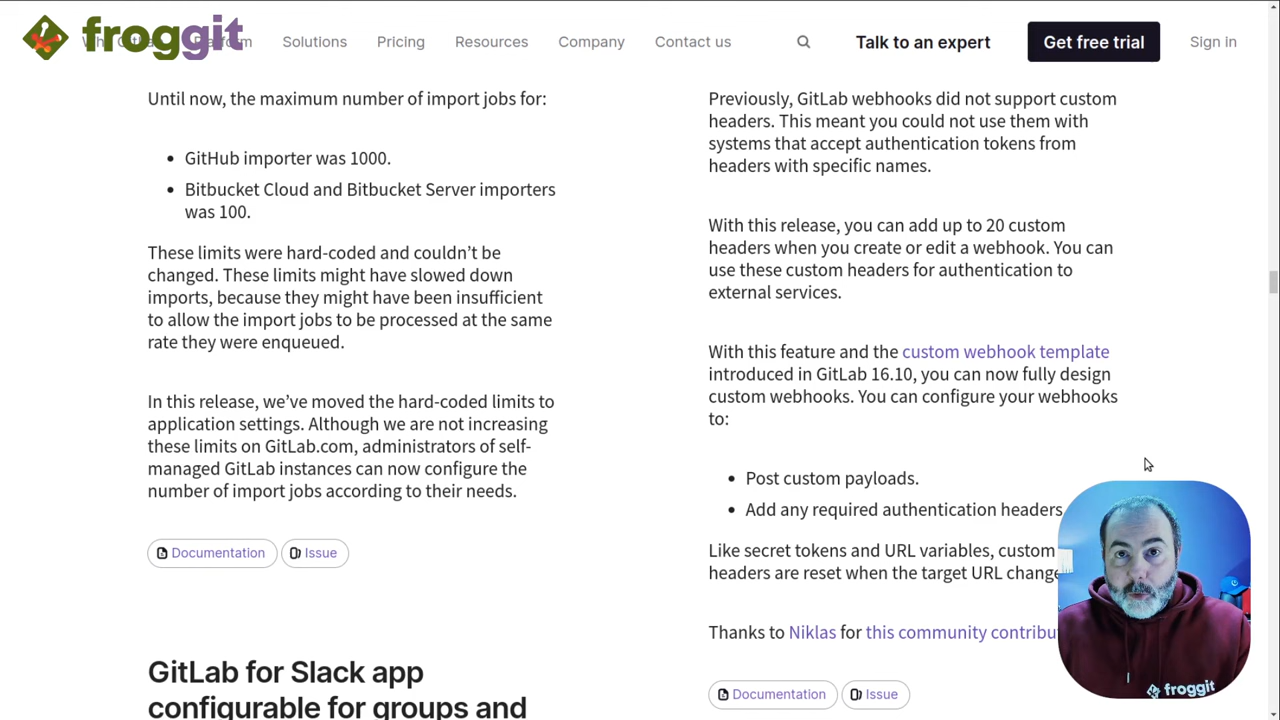 froggit
Solutions
Pricing
Resources
Company
Contact us
Talk to an expert
Get free trial
Sign in
Until now, the maximum number of import jobs for:
• GitHub importer was 1000.
• Bitbucket Cloud and Bitbucket Server importers
was 100.
These limits were hard-coded and couldn’t be
changed. These limits might have slowed down
imports, because they might have been insufficient
to allow the import jobs to be processed at the same
rate they were enqueued.
In this release, we’ve moved the hard-coded limits to
application settings. Although we are not increasing
these limits on GitLab.com, administrators of self-
managed GitLab instances can now configure the
number of import jobs according to their needs.
Documentation
Issue
GitLab for Slack app
configurable for groups and
Previously, GitLab webhooks did not support custom
headers. This meant you could not use them with
systems that accept authentication tokens from
headers with specific names.
With this release, you can add up to 20 custom
headers when you create or edit a webhook. You can
use these custom headers for authentication to
external services.
With this feature and the custom webhook template
introduced in GitLab 16.10, you can now fully design
custom webhooks. You can configure your webhooks
to:
• Post custom payloads.
• Add any required authentication headers
Like secret tokens and URL variables, custom
headers are reset when the target URL change
Thanks to Niklas for this community contribu
Documentation
Issue
froggit